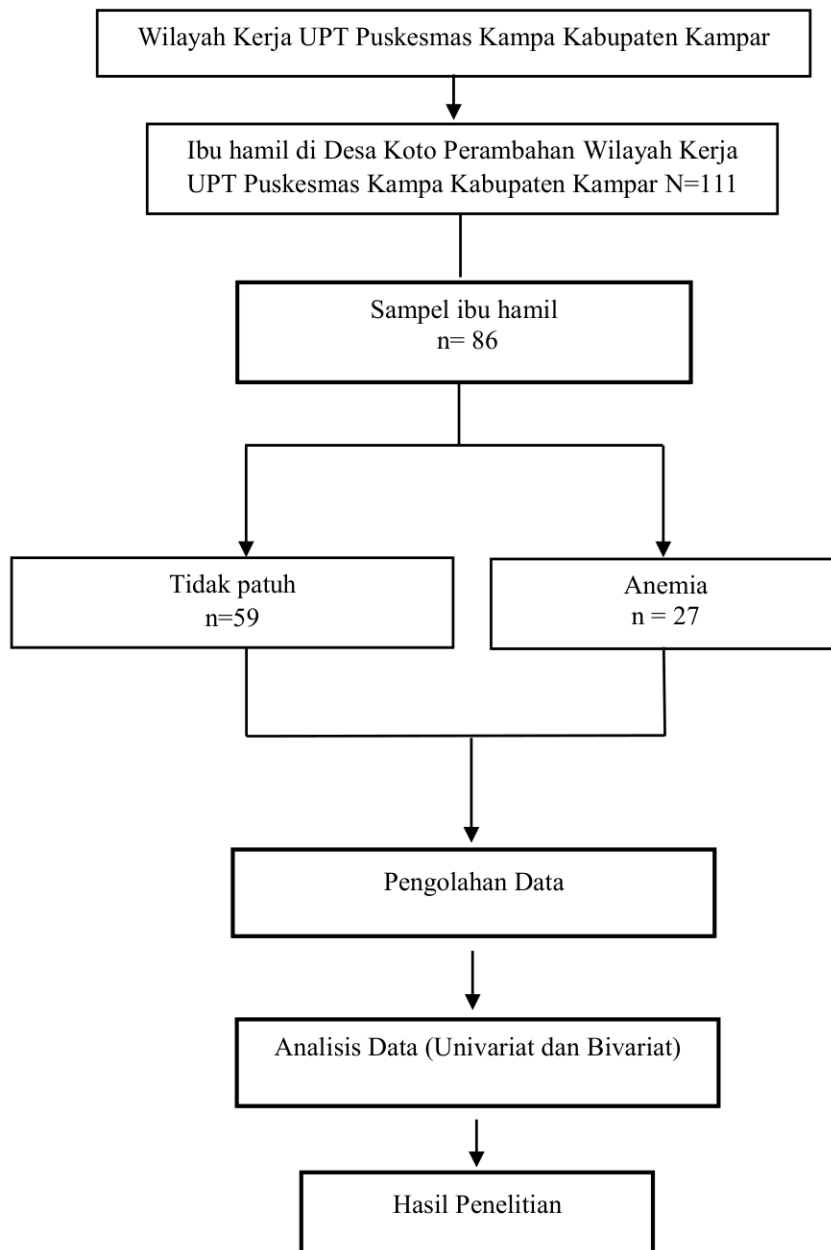 Wilayah Kerja UPT Puskesmas Kampa Kabupaten Kampar
Ibu hamil di Desa Koto Perambahan Wilayah Kerja
UPT Puskesmas Kampa Kabupaten Kampar N=111
Sampel ibu hamil
n= 86
Tidak patuh
n=59
Anemia
n = 27
Pengolahan Data
Analisis Data (Univariat dan Bivariat)
Hasil Penelitian